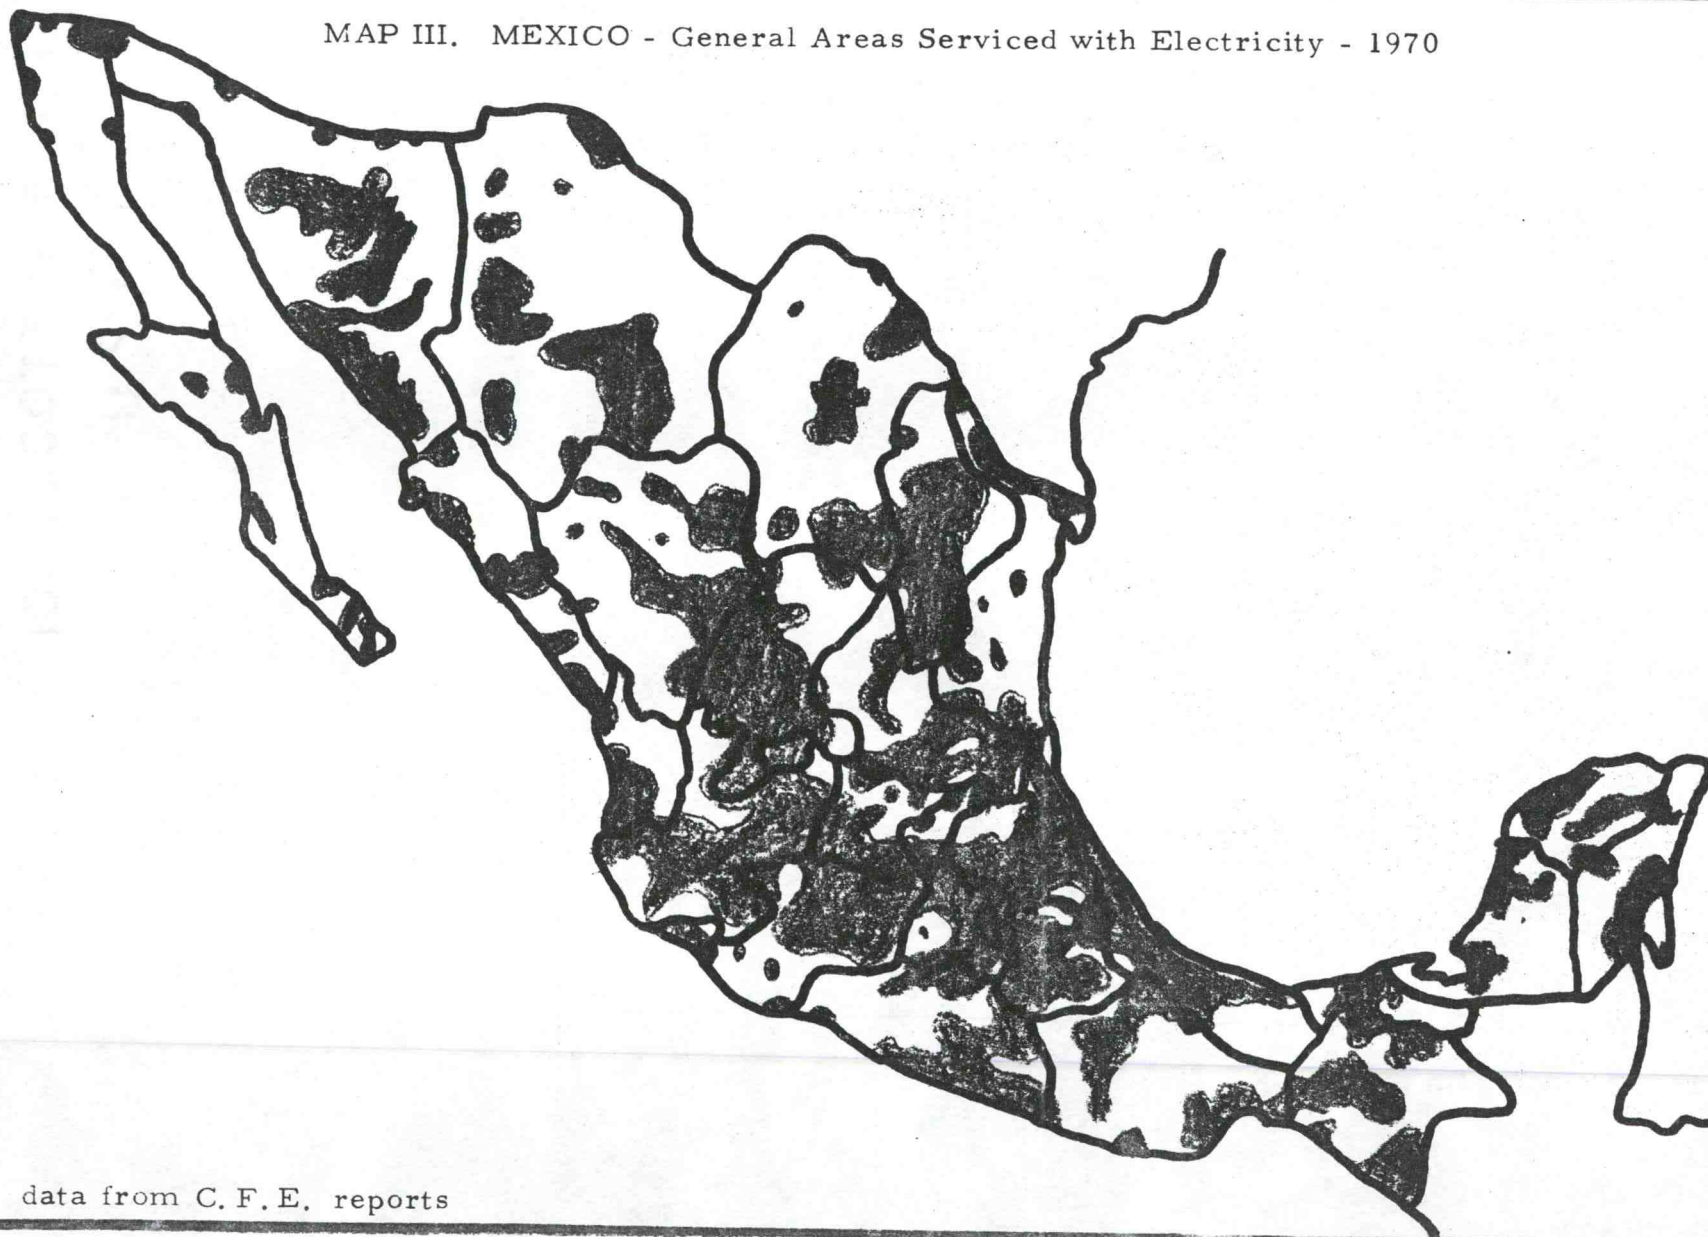 MAP III. MEXICO - General Areas Serviced with Electricity - 1970
data from C. F. E. reports